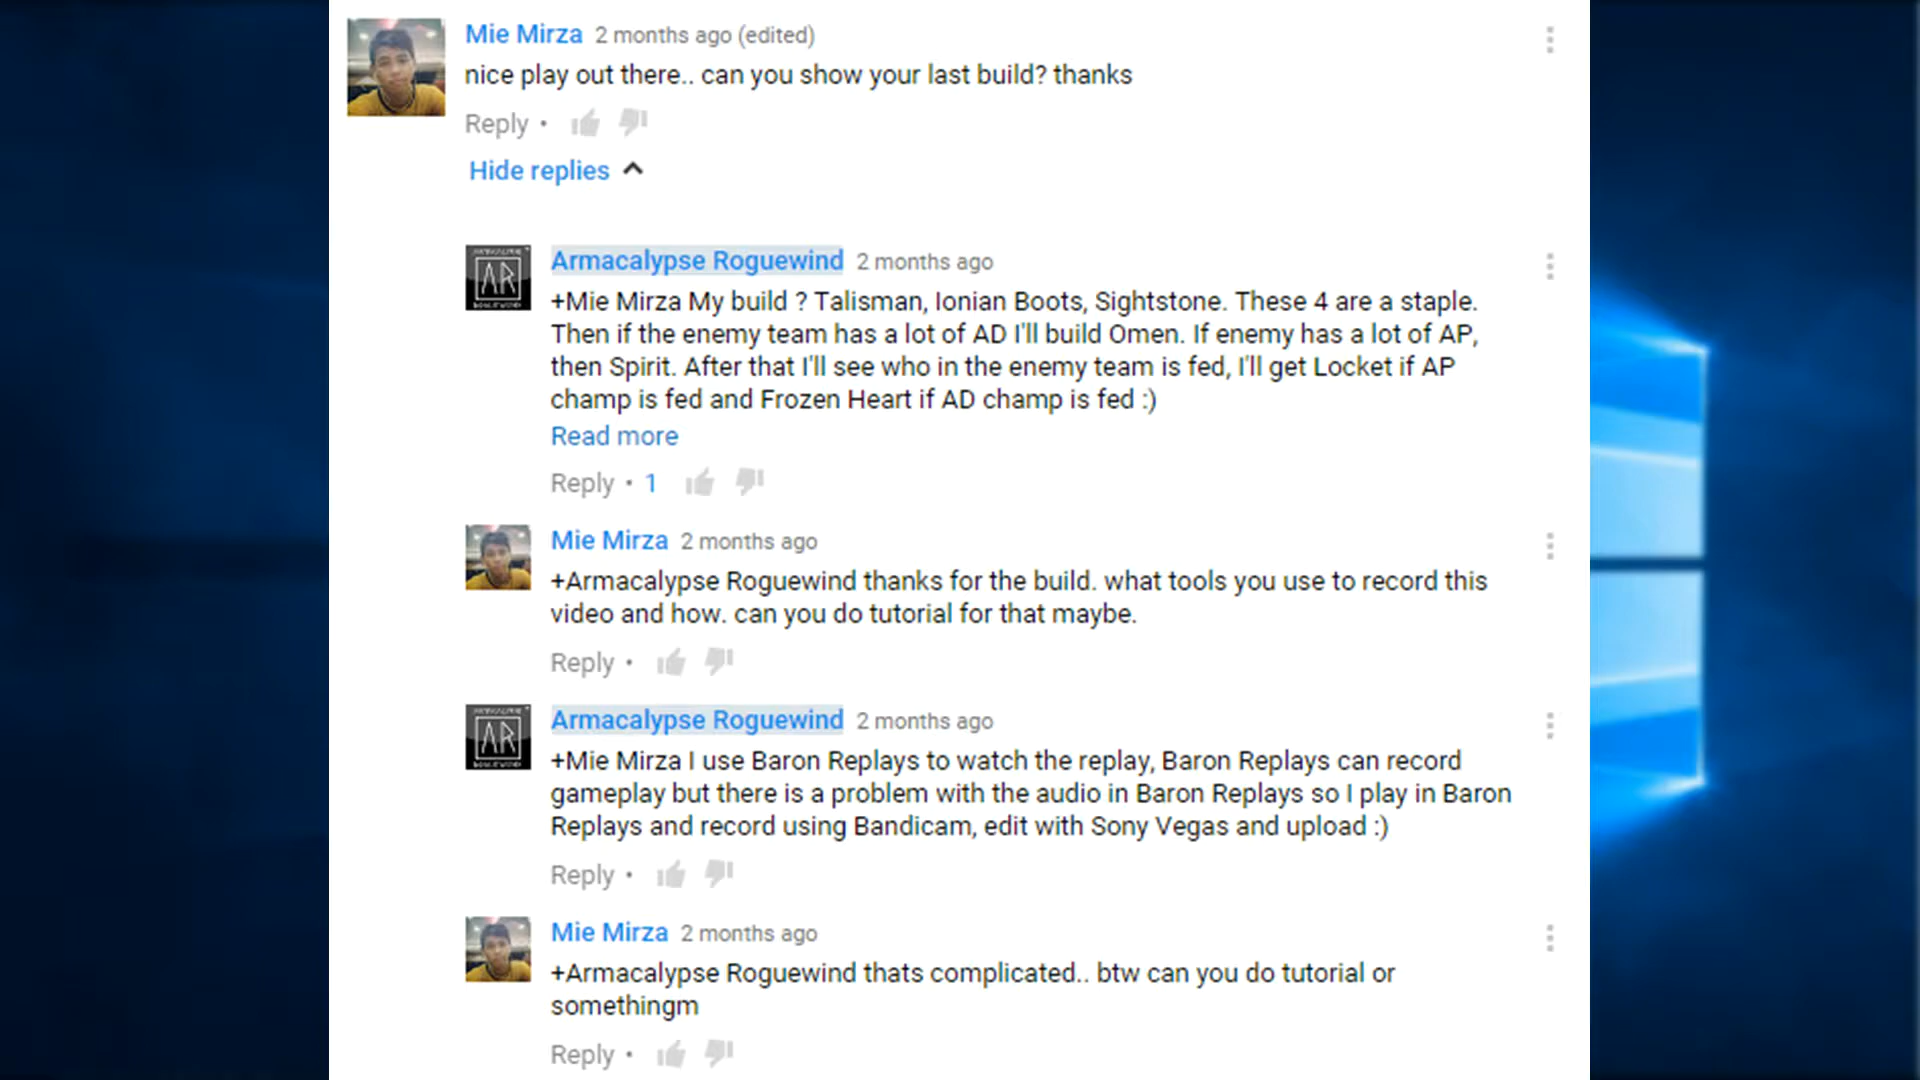 Mie Mirza 2 months ago (edited)
nice play out there.. can you show your last build? thanks
Reply •
Hide replies
Armacalypse Roguewind 2 months ago
AR
+Mie Mirza My build ? Talisman, Ionian Boots, Sightstone. These 4 are a staple.
Then if the enemy team has a lot of AD I'll build Omen. If enemy has a lot of AP,
then Spirit. After that I'll see who in the enemy team is fed, I'll get Locket if AP
champ is fed and Frozen Heart if AD champ is fed :)
Read more
Reply • 1
Mie Mirza 2 months ago
+Armacalypse Roguewind thanks for the build. what tools you use to record this
video and how. can you do tutorial for that maybe.
Reply •
Armacalypse Roguewind 2 months ago
AR
+Mie Mirza I use Baron Replays to watch the replay, Baron Replays can record
gameplay but there is a problem with the audio in Baron Replays so I play in Baron
Replays and record using Bandicam, edit with Sony Vegas and upload :)
Reply •
Mie Mirza 2 months ago
+Armacalypse Roguewind thats complicated.. btw can you do tutorial or
somethingm
Reply •